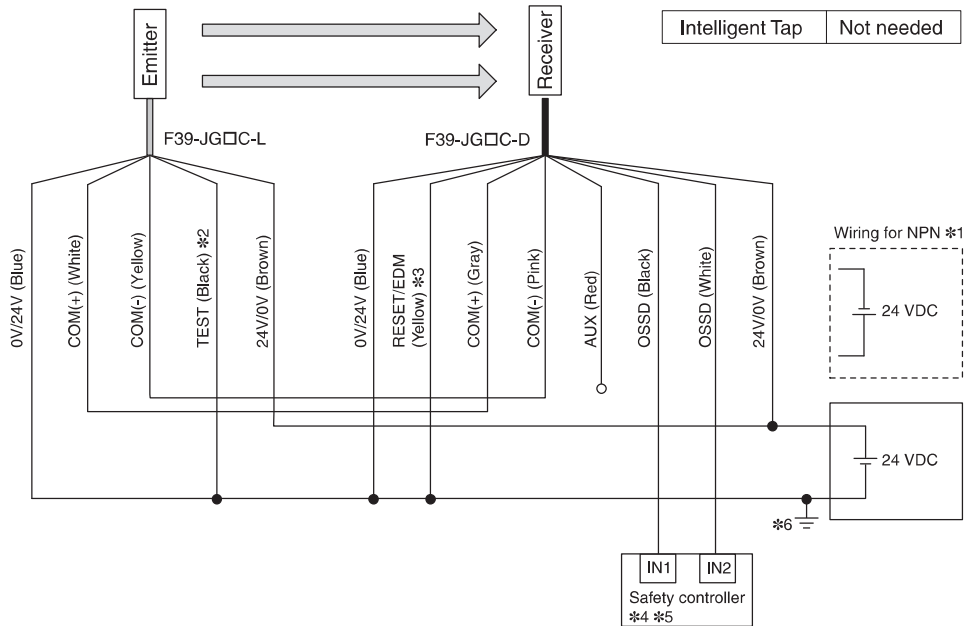 Emitter
Receiver
Intelligent Tap
Not needed
F39-JG□C-L
F39-JG□C-D
0V/24V (Blue)
COM(+) (White)
COM(-) (Yellow)
TEST (Black) ✻2
24V/0V (Brown)
0V/24V (Blue)
RESET/EDM
(Yellow) ✻3
COM(+) (Gray)
COM(-) (Pink)
AUX (Red)
OSSD (Black)
OSSD (White)
24V/0V (Brown)
Wiring for NPN ✻1
24 VDC
24 VDC
✻6
IN1
IN2
Safety controller
✻4 ✻5